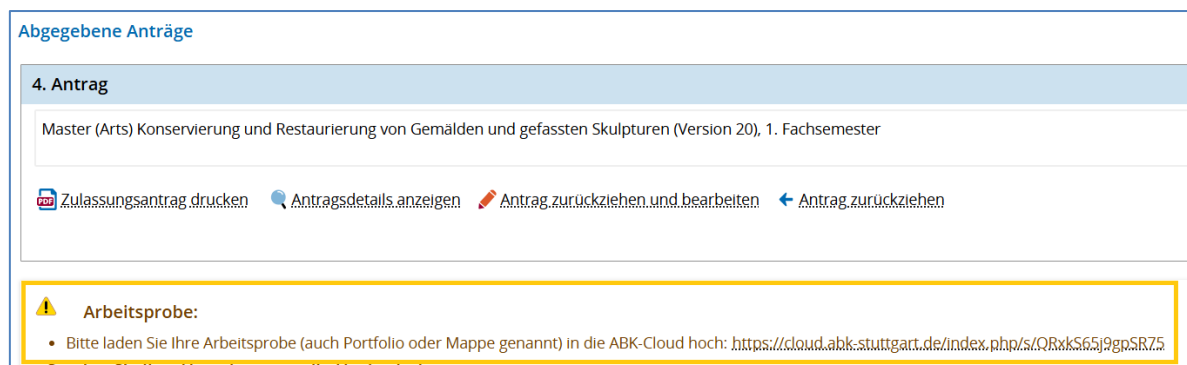 Abgegebene Anträge
4. Antrag
Master (Arts) Konservierung und Restaurierung von Gemälden und gefassten Skulpturen (Version 20), 1. Fachsemester
PDF Zulassungsantrag drucken Antragsdetails anzeigen Antrag zurückziehen und bearbeiten Antrag zurückziehen
Arbeitsprobe:
• Bitte laden Sie Ihre Arbeitsprobe (auch Portfolio oder Mappe genannt) in die ABK-Cloud hoch: https://cloud.abk-stuttgart.de/index.php/s/QRxkS65j9gpSR75